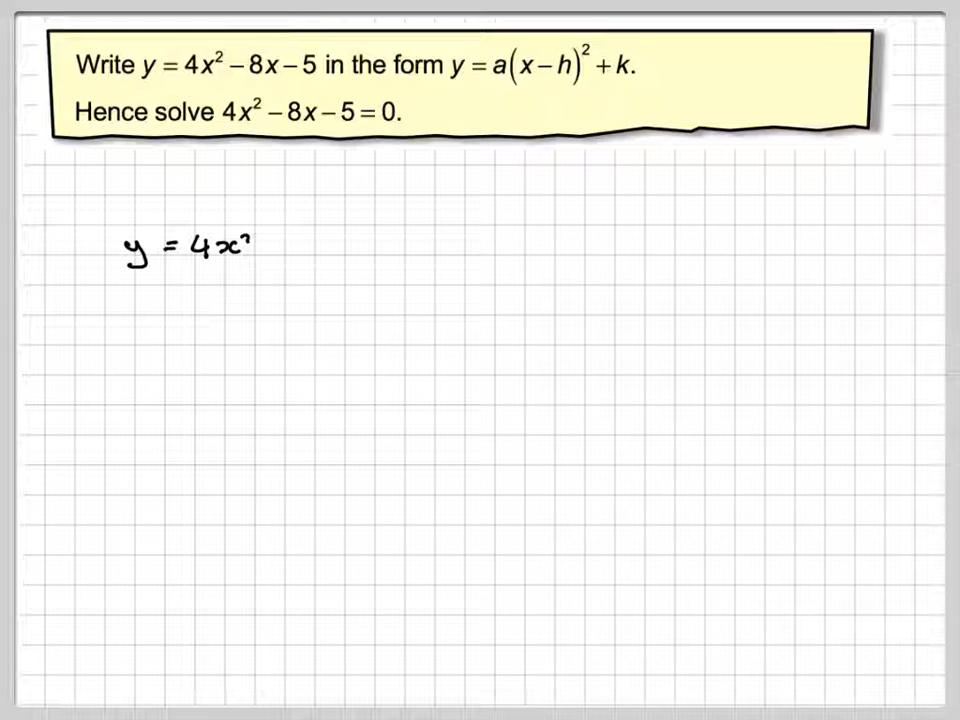 Write y = 4x² – 8x – 5 in the form y = a(x – h)² + k.
Hence solve 4x² – 8x – 5 = 0.
y = 4x²